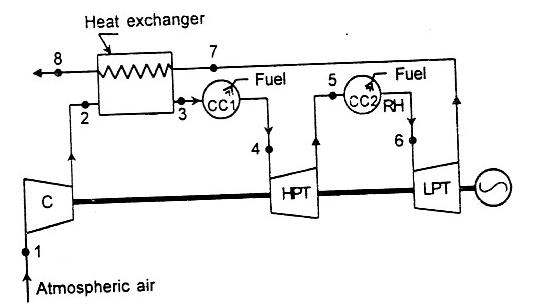 Heat exchanger
8
7
Fuel
Fuel
5
CC1
CC2
RH
2
3
4
6
C
HPT
LPT
1
Atmospheric air